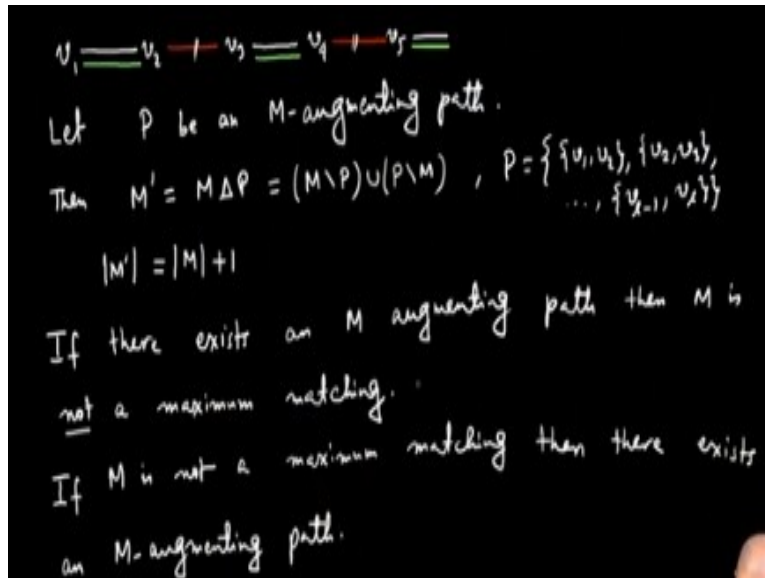 v₁ v₂ v₃ v₄ v₅
Let P be an M-augmenting path.
Then M' = M Δ P = (M \ P) ∪ (P \ M) , P = { {v₁, v₂}, {v₂, v₃},
..., {v_{l-1}, v_l}}
|M'| = |M| + 1
If there exists an M augmenting path then M is
not a maximum matching.
If M is not a maximum matching then there exists
an M-augmenting path.